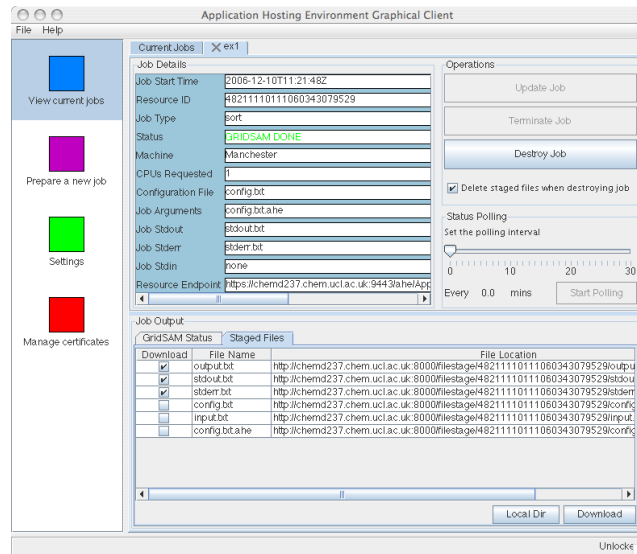 Application Hosting Environment Graphical Client
File Help
View current jobs
Prepare a new job
Settings
Manage certificates
Current Jobs ex1
Job Details
Job Start Time 2006-12-10T11:21:48Z
Resource ID 48211110111060343079529
Job Type sort
Status GRIDSAM DONE
Machine Manchester
CPUs Requested 1
Configuration File config.txt
Job Arguments config.txt.ahe
Job Stdout stdout.txt
Job Stderr stderr.txt
Job Stdin none
Resource Endpoint https://chemd237.chem.ucl.ac.uk:9443/ahe/App
Operations
Update Job
Terminate Job
Destroy Job
Delete staged files when destroying job
Status Polling
Set the polling interval
0 10 20 30
Every 0.0 mins Start Polling
Job Output
GridSAM Status Staged Files
Download File Name File Location
output.txt http://chemd237.chem.ucl.ac.uk:8000/filestage/48211110111060343079529/outpu
stdout.txt http://chemd237.chem.ucl.ac.uk:8000/filestage/48211110111060343079529/stdou
stderr.txt http://chemd237.chem.ucl.ac.uk:8000/filestage/48211110111060343079529/stderr
config.txt http://chemd237.chem.ucl.ac.uk:8000/filestage/48211110111060343079529/config
input.txt http://chemd237.chem.ucl.ac.uk:8000/filestage/48211110111060343079529/input.
config.txt.ahe http://chemd237.chem.ucl.ac.uk:8000/filestage/48211110111060343079529/config
Local Dir Download
Unlocke